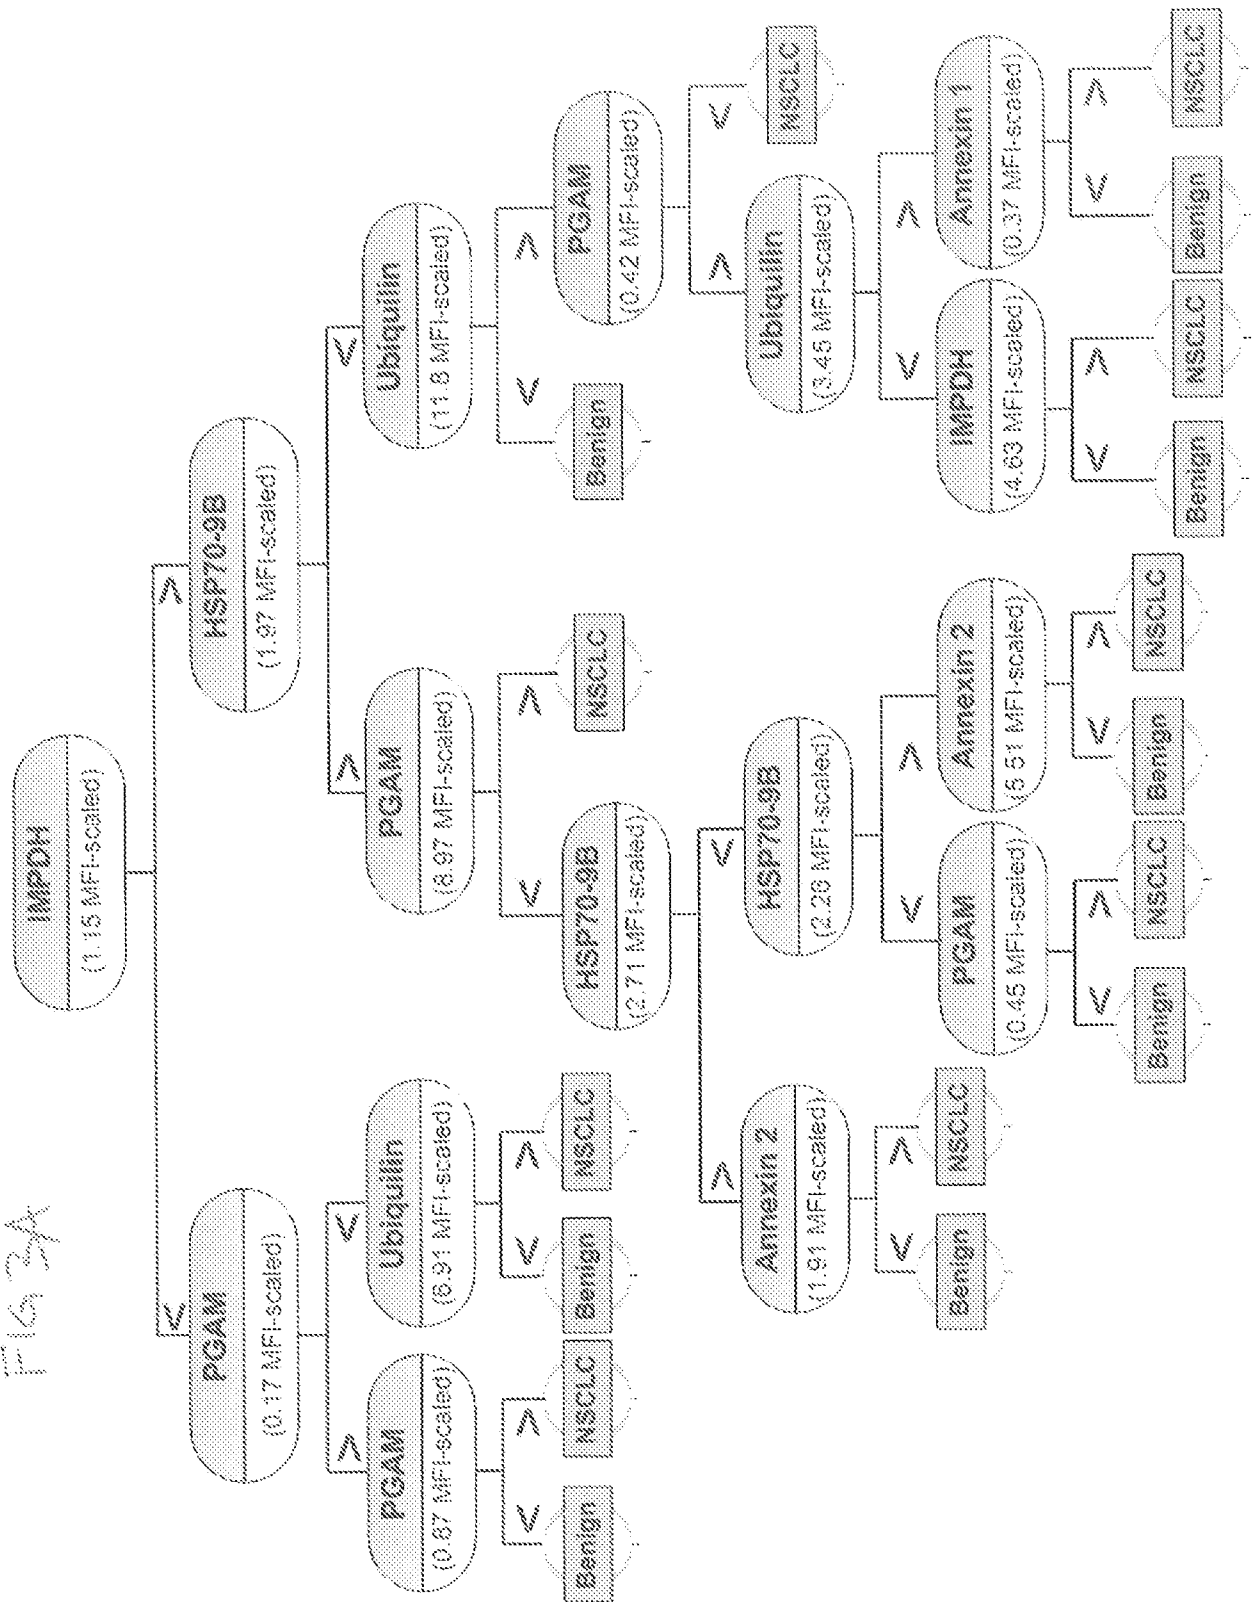 FIG 3A
IMPDH
(1.15 MFI-scaled)
< >
PGAM
(0.17 MFI-scaled)
HSP70-9B
(1.97 MFI-scaled)
> <
> <
PGAM
(0.87 MFI-scaled)
Ubiquilin
(6.91 MFI-scaled)
PGAM
(8.97 MFI-scaled)
Ubiquilin
(11.8 MFI-scaled)
< >
< >
< >
< >
Benign
NSCLC
Benign
NSCLC
HSP70-9B
(2.71 MFI-scaled)
NSCLC
Benign
PGAM
(0.42 MFI-scaled)
> <
> <
Annexin 2
(1.91 MFI-scaled)
HSP70-9B
(2.28 MFI-scaled)
Ubiquilin
(3.45 MFI-scaled)
NSCLC
< >
< >
< >
Benign
NSCLC
PGAM
(0.45 MFI-scaled)
Annexin 2
(5.51 MFI-scaled)
IMPDH
(4.63 MFI-scaled)
Annexin 1
(0.37 MFI-scaled)
< >
< >
< >
< >
Benign
NSCLC
Benign
NSCLC
Benign
NSCLC
Benign
NSCLC